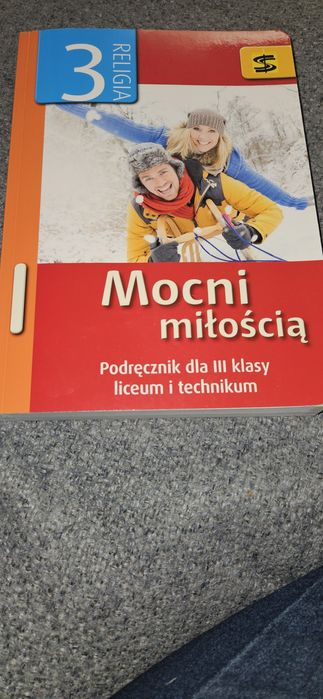 3
RELIGIA
Mocni
miłością
Podręcznik dla III klasy
liceum i technikum